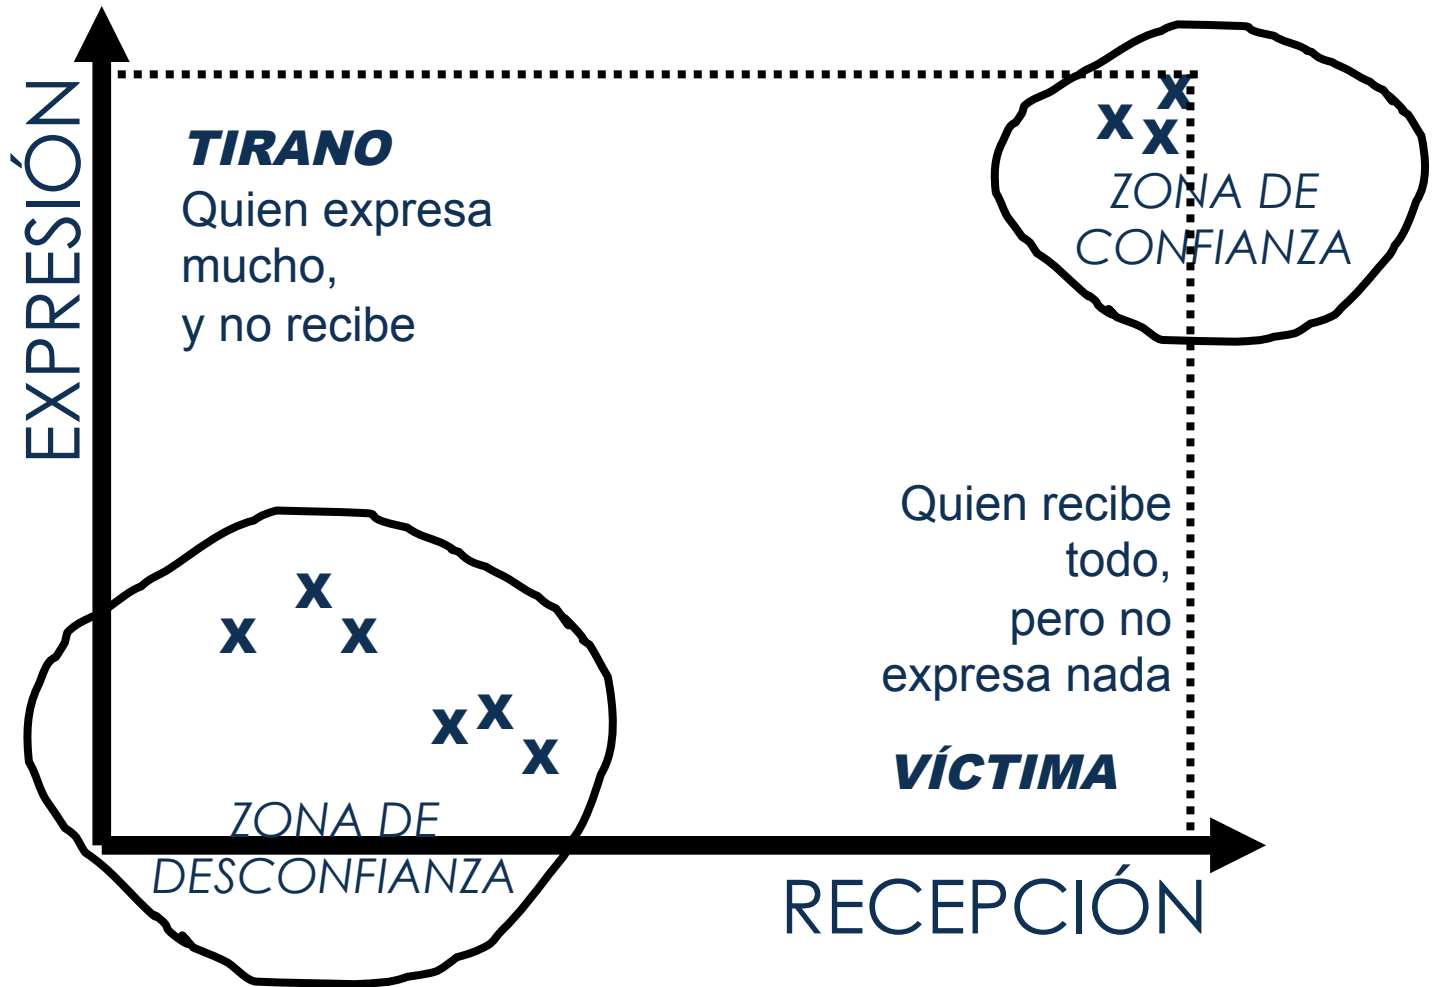 EXPRESIÓN
TIRANO
Quien expresa
mucho,
y no recibe
X
X
X
ZONA DE
CONFIANZA
Quien recibe
todo,
pero no
expresa nada
VÍCTIMA
X
X
X
X
X
X
ZONA DE
DESCONFIANZA
RECEPCIÓN